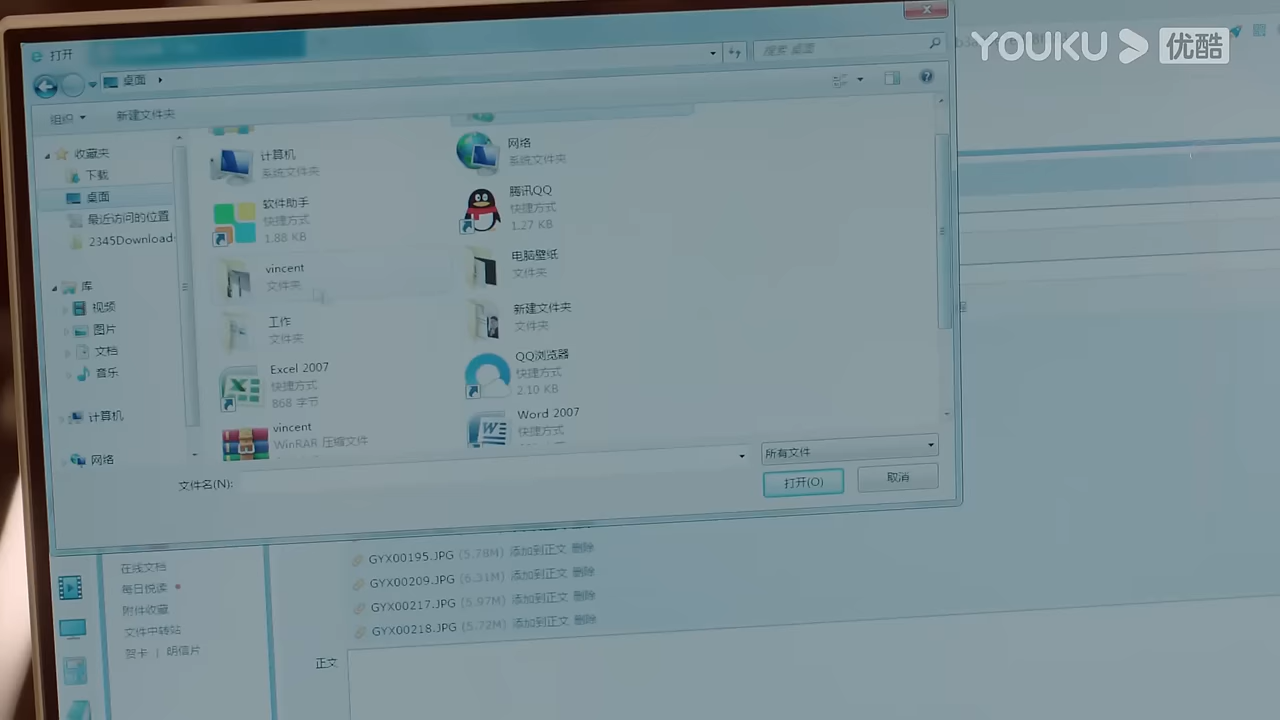 YOUKU 优酷
打开
桌面
搜索 桌面
组织
新建文件夹
收藏夹
下载
桌面
最近访问的位置
2345Downloads
库
视频
图片
文档
音乐
计算机
网络
计算机
系统文件夹
网络
系统文件夹
软件助手
快捷方式
1.88 KB
腾讯QQ
快捷方式
1.27 KB
vincent
文件夹
电脑壁纸
文件夹
工作
文件夹
新建文件夹
文件夹
Excel 2007
快捷方式
868 字节
QQ浏览器
快捷方式
2.10 KB
vincent
WinRAR 压缩文件
Word 2007
快捷方式
文件名(N):
所有文件
打开(O)
取消
在线文档
每日悦读
附件收藏
文件中转站
贺卡 | 明信片
GYX00195.JPG (5.78M) 添加到正文 删除
GYX00209.JPG (6.31M) 添加到正文 删除
GYX00217.JPG (5.97M) 添加到正文 删除
GYX00218.JPG (5.72M) 添加到正文 删除
正文